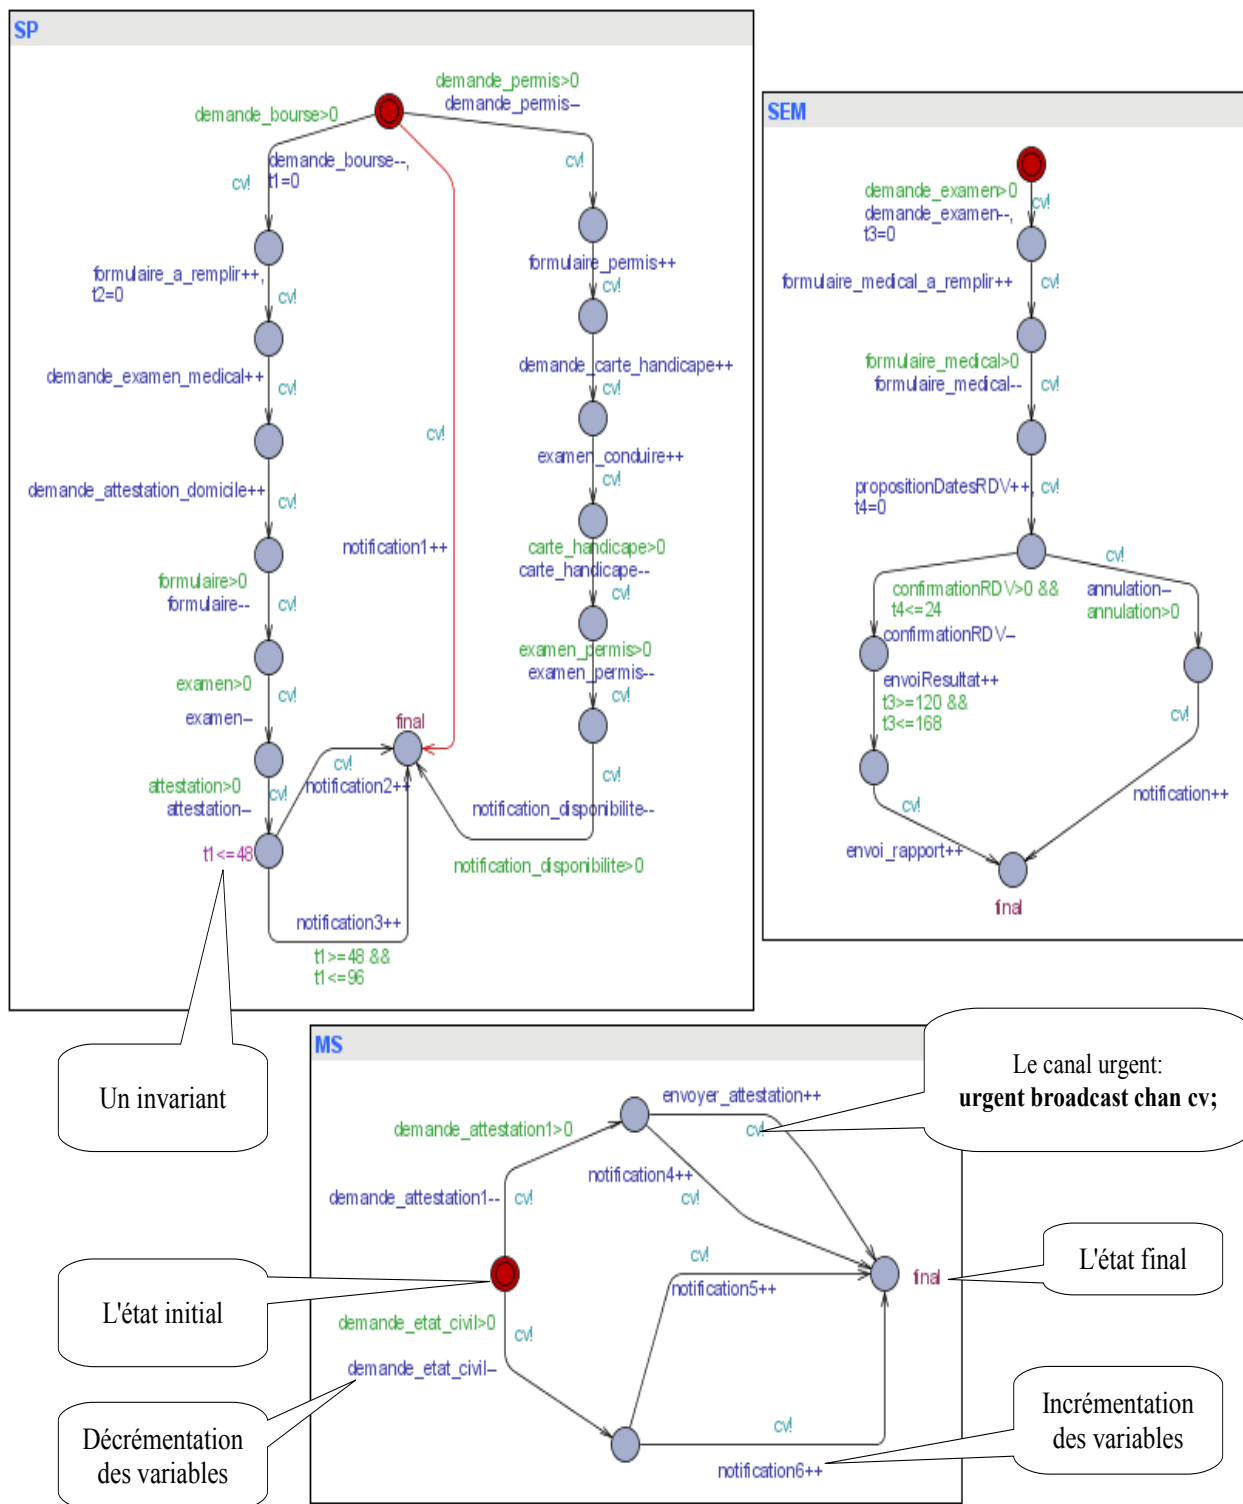 SP
demande_permis>0
demande_permis--
demande_bourse>0
demande_bourse--,
t1=0
cv!
cv!
formulaire_a_remplir++,
t2=0
cv!
formulaire_permis++
cv!
demande_examen_medical++
cv!
demande_carte_handicape++
cv!
cv!
examen_conduire++
cv!
demande_attestation_domicile++
cv!
notification1++
carte_handicape>0
carte_handicape--
cv!
formulaire>0
formulaire--
cv!
examen_permis>0
examen_permis--
cv!
examen>0
examen--
cv!
final
attestation>0
attestation--
cv!
cv!
notification2++
cv!
notification_disponibilite--
notification_disponibilite>0
t1<=48
notification3++
t1>=48 &&
t1<=96
SEM
demande_examen>0
demande_examen--,
t3=0
cv!
formulaire_medical_a_remplir++
cv!
formulaire_medical>0
formulaire_medical--
cv!
propositionDatesRDV++,
t4=0
cv!
cv!
confirmationRDV>0 &&
t4<=24
confirmationRDV--
annulation--
annulation>0
envoiResultat++
t3>=120 &&
t3<=168
cv!
notification++
cv!
envoi_rapport++
final
Un invariant
Le canal urgent:
urgent broadcast chan cv;
MS
envoyer_attestation++
cv!
demande_attestation1>0
notification4++
cv!
demande_attestation1--
cv!
cv!
notification5++
final
L'état final
L'état initial
demande_etat_civil>0
cv!
demande_etat_civil--
cv!
notification6++
Décrémentation
des variables
Incrémentation
des variables